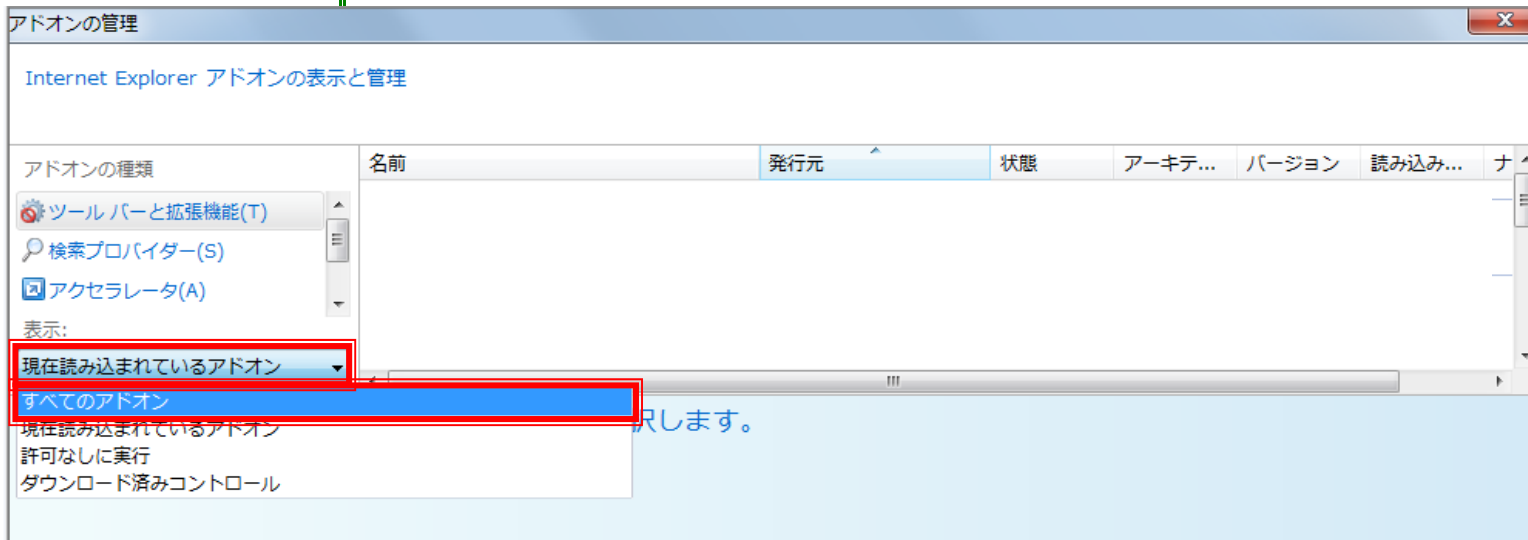 アドオンの管理
Internet Explorer アドオンの表示と管理
アドオンの種類
名前 発行元 状態 アーキテ... バージョン 読み込み... ナ
ツール バーと拡張機能(T)
検索プロバイダー(S)
アクセラレータ(A)
表示:
現在読み込まれているアドオン
すべてのアドオン
現在読み込まれているアドオン
許可なしに実行
ダウンロード済みコントロール
択します。